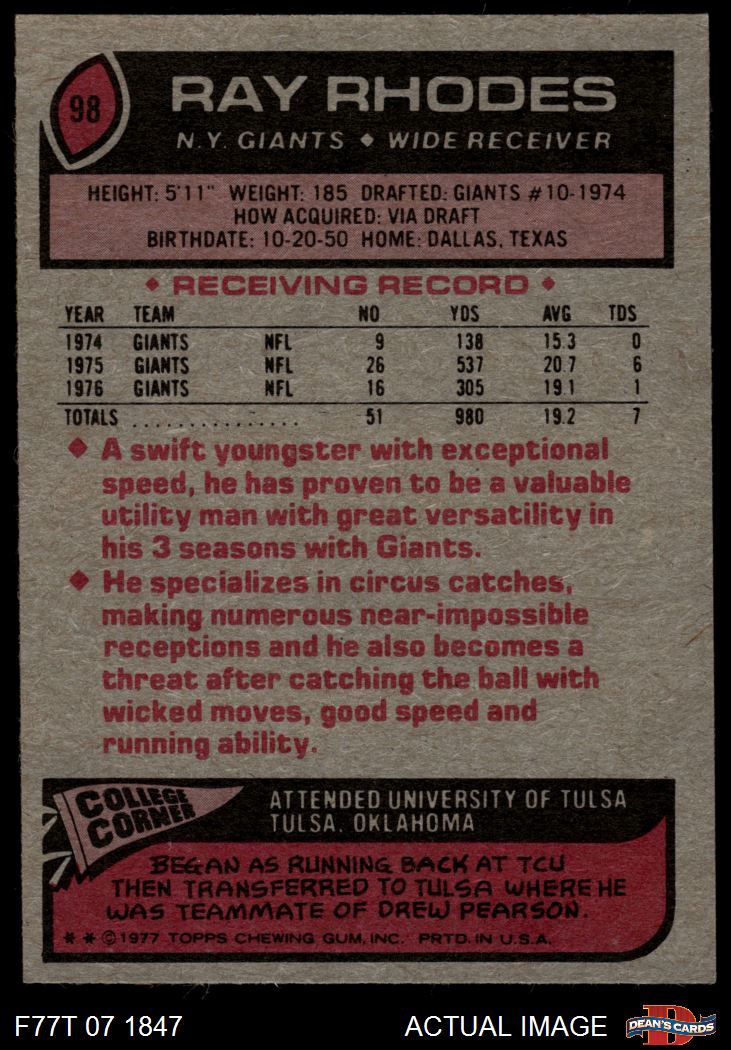 98
RAY RHODES
N.Y. GIANTS ♦ WIDE RECEIVER
HEIGHT: 5'11" WEIGHT: 185 DRAFTED: GIANTS #10-1974
HOW ACQUIRED: VIA DRAFT
BIRTHDATE: 10-20-50 HOME: DALLAS, TEXAS
♦ RECEIVING RECORD ♦
YEAR TEAM NO YDS AVG TDS
1974 GIANTS NFL 9 138 15.3 0
1975 GIANTS NFL 26 537 20.7 6
1976 GIANTS NFL 16 305 19.1 1
TOTALS . . . . . . . . . . . . . . . 51 980 19.2 7
♦ A swift youngster with exceptional
speed, he has proven to be a valuable
utility man with great versatility in
his 3 seasons with Giants.
♦ He specializes in circus catches,
making numerous near-impossible
receptions and he also becomes a
threat after catching the ball with
wicked moves, good speed and
running ability.
COLLEGE
CORNER
ATTENDED UNIVERSITY OF TULSA
TULSA, OKLAHOMA
BEGAN AS RUNNING BACK AT TCU
THEN TRANSFERRED TO TULSA WHERE HE
WAS TEAMMATE OF DREW PEARSON.
* * © 1977 TOPPS CHEWING GUM, INC. PRTD. IN U.S.A.
F77T 07 1847 ACTUAL IMAGE
D
DEAN'S CARDS